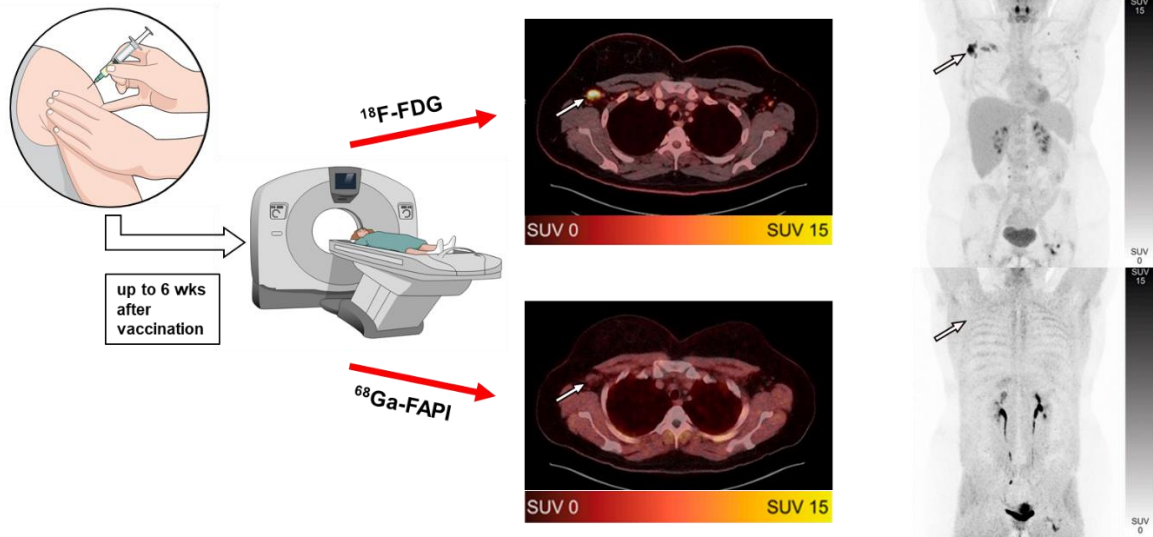 ¹⁸F-FDG
SUV 0 SUV 15
up to 6 wks
after
vaccination
⁶⁸Ga-FAPI
SUV 0 SUV 15
SUV
15
SUV
0
SUV
15
SUV
0